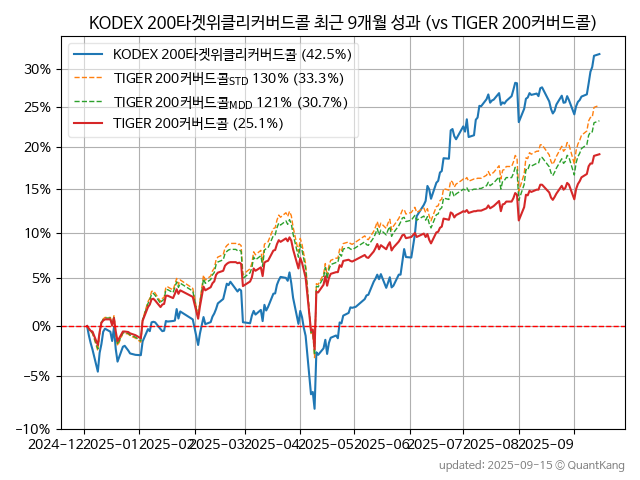 KODEX 200타겟위클리커버드콜 최근 9개월 성과 (vs TIGER 200커버드콜)
KODEX 200타겟위클리커버드콜 (42.5%)
TIGER 200커버드콜STD 130% (33.3%)
TIGER 200커버드콜MDD 121% (30.7%)
TIGER 200커버드콜 (25.1%)
30%
25%
20%
15%
10%
5%
0%
−5%
−10%
2024-12 2025-01 2025-02 2025-03 2025-04 2025-05 2025-06 2025-07 2025-08 2025-09
updated: 2025-09-15 © QuantKang